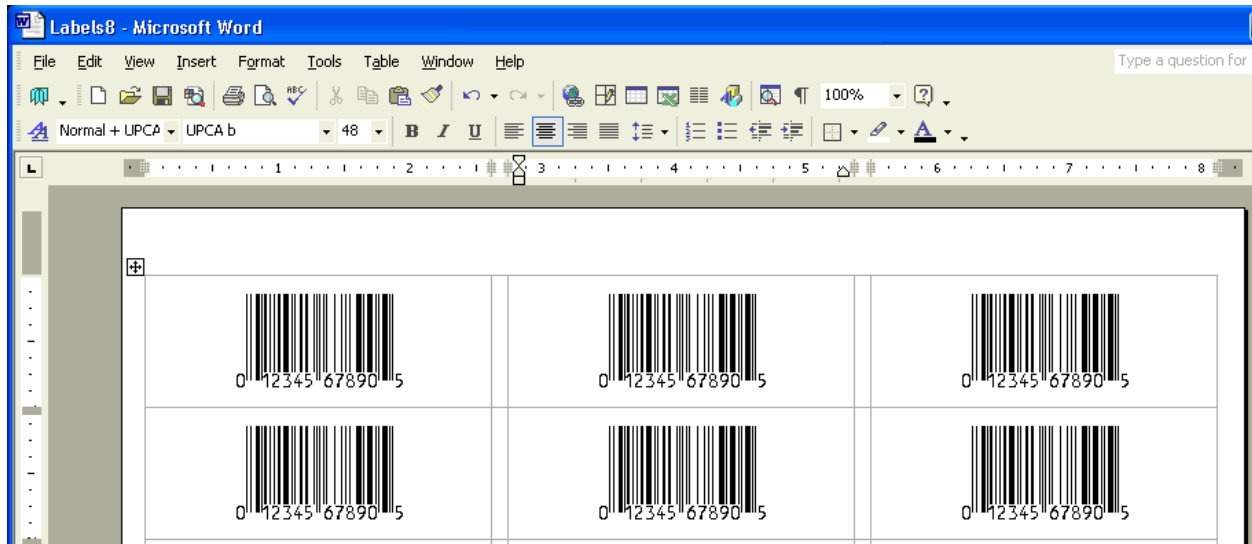 Labels8 - Microsoft Word
File Edit View Insert Format Tools Table Window Help Type a question for
ABC 100%
Normal + UPCA UPCA b 48 B I U A
L 1 2 3 4 5 6 7 8
0 12345 67890 5 0 12345 67890 5 0 12345 67890 5
0 12345 67890 5 0 12345 67890 5 0 12345 67890 5